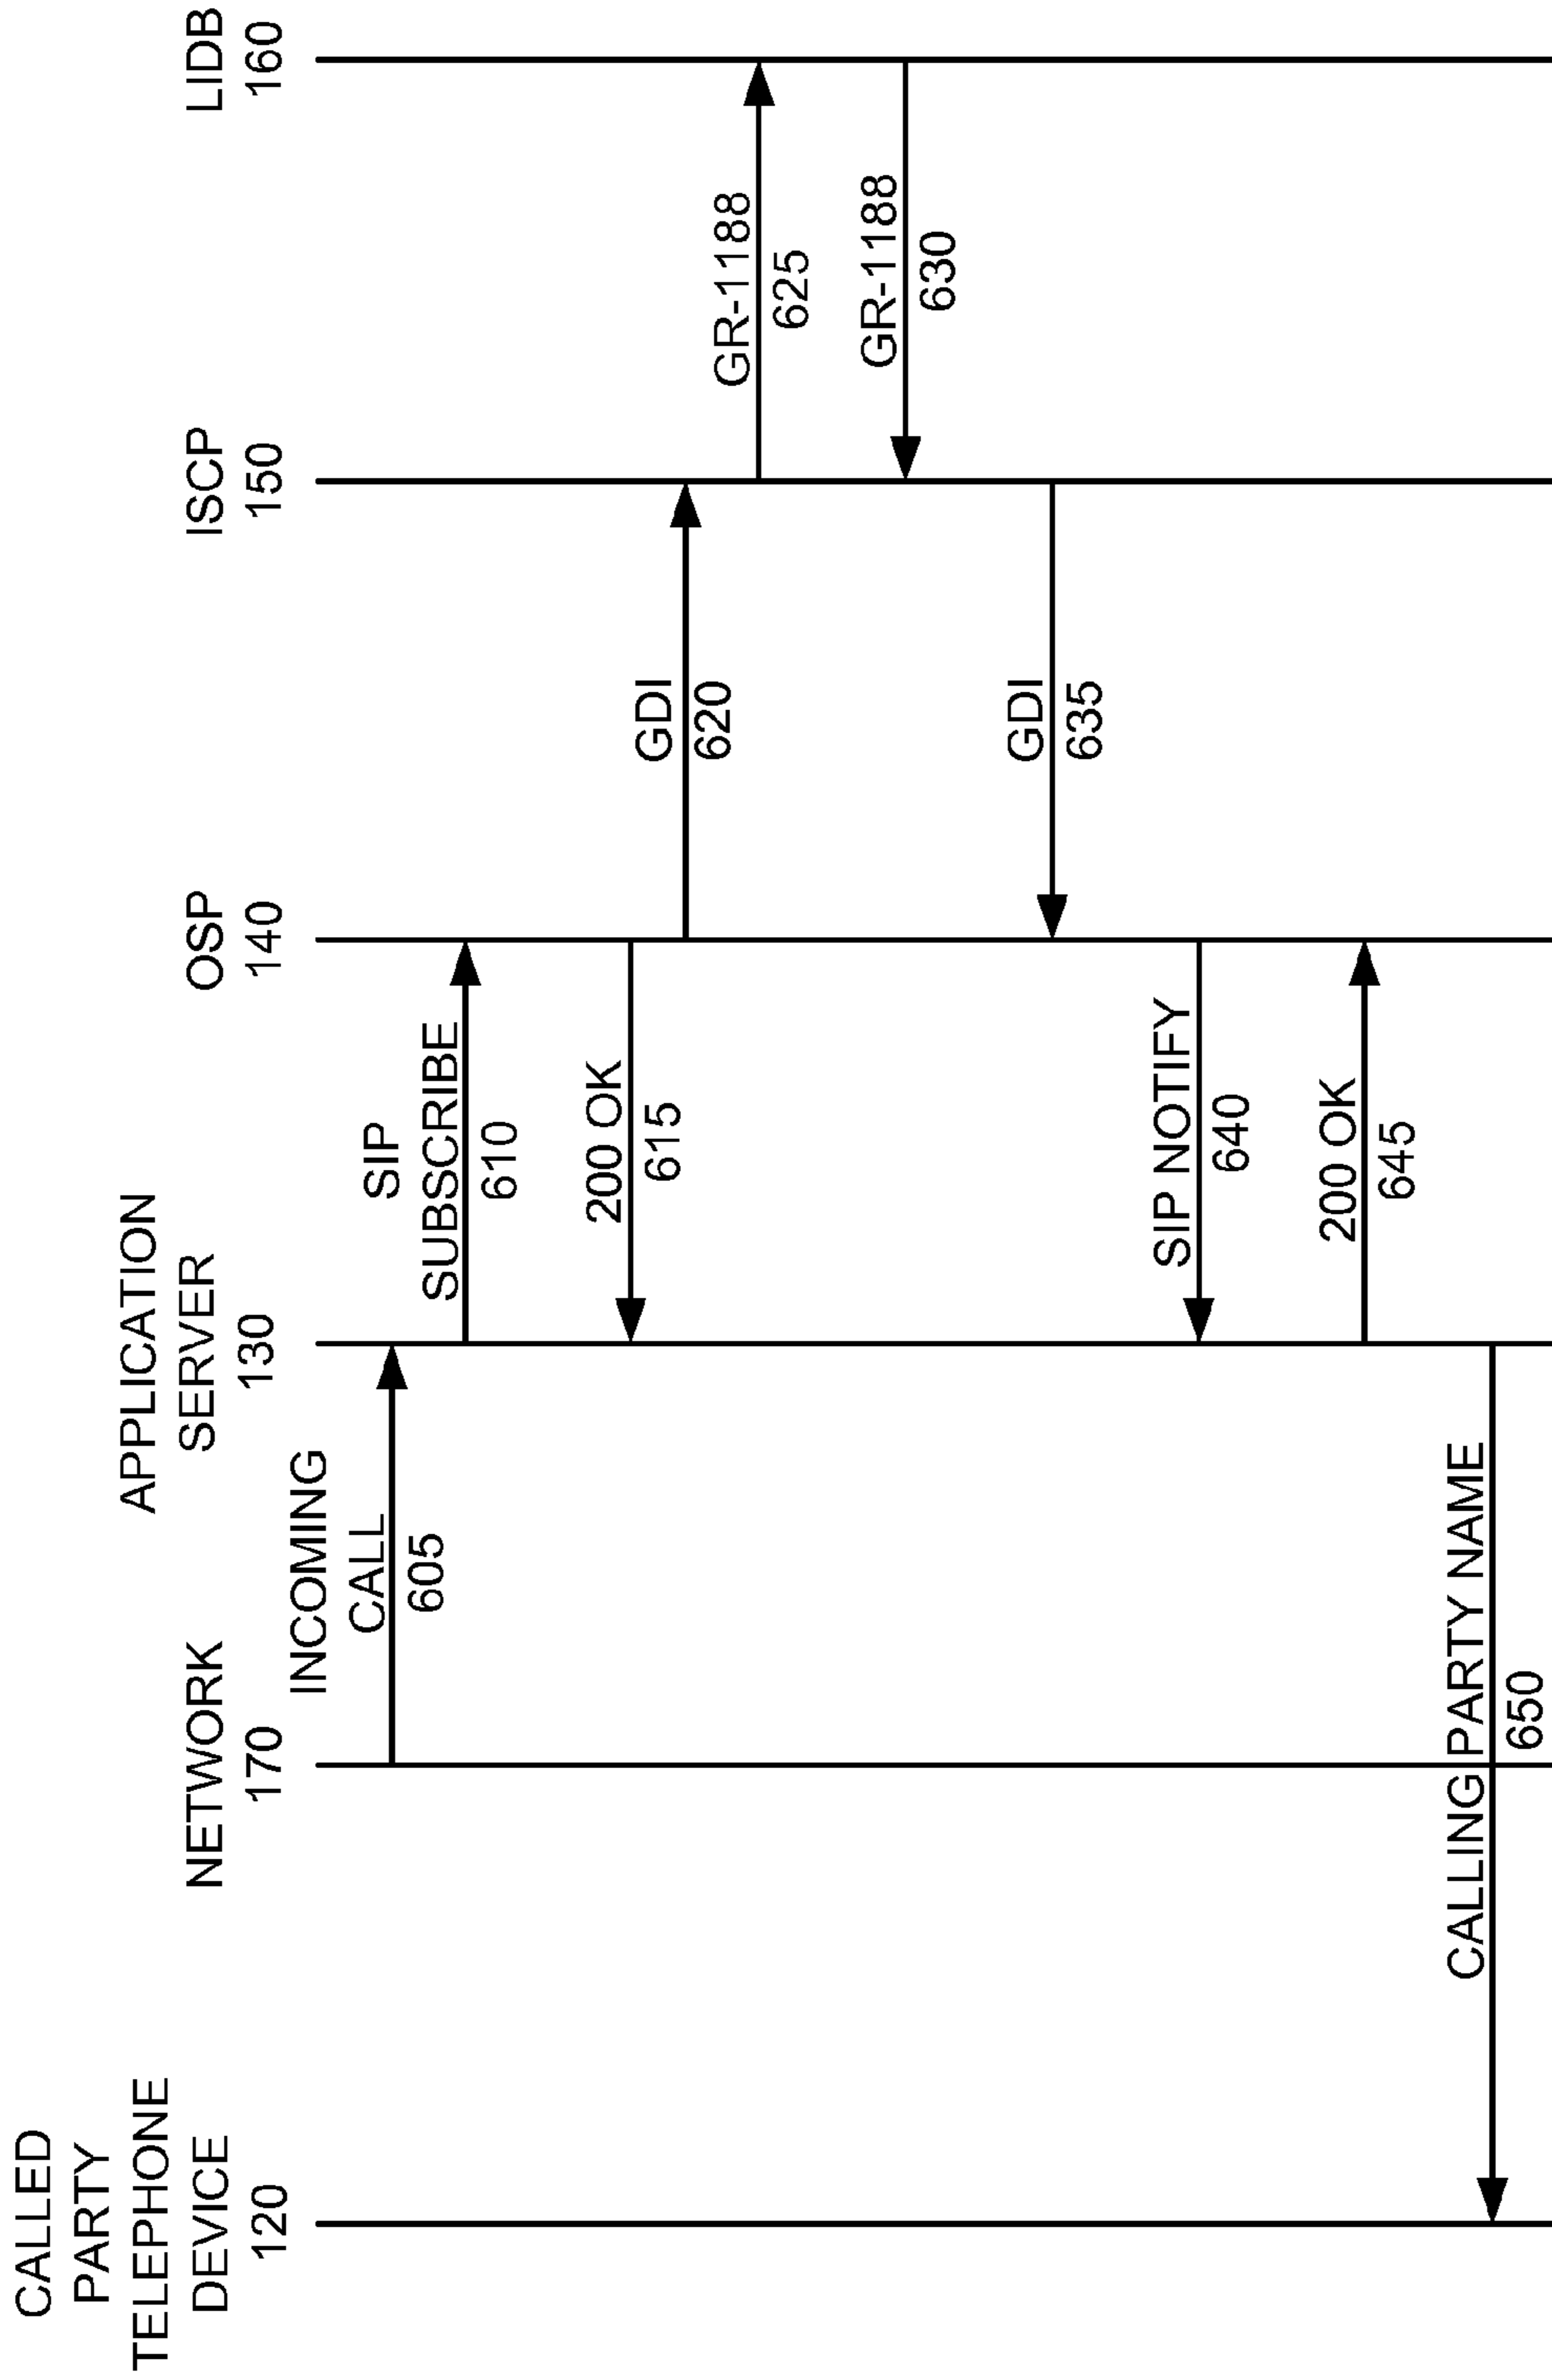 CALLED
PARTY
TELEPHONE
DEVICE
120
NETWORK
170
APPLICATION
SERVER
130
OSP
140
ISCP
150
LIDB
160
INCOMING
CALL
605
SIP
SUBSCRIBE
610
200 OK
615
GDI
620
GR-1188
625
GR-1188
630
GDI
635
SIP NOTIFY
640
200 OK
645
CALLING PARTY NAME
650